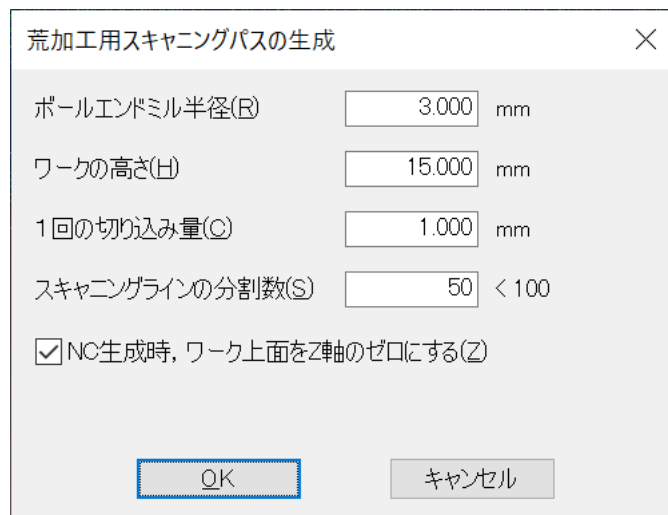 荒加工用スキャニングパスの生成
ボールエンドミル半径(R) 3.000 mm
ワークの高さ(H) 15.000 mm
1回の切り込み量(C) 1.000 mm
スキャニングラインの分割数(S) 50 < 100
NC生成時, ワーク上面をZ軸のゼロにする(Z)
OK キャンセル